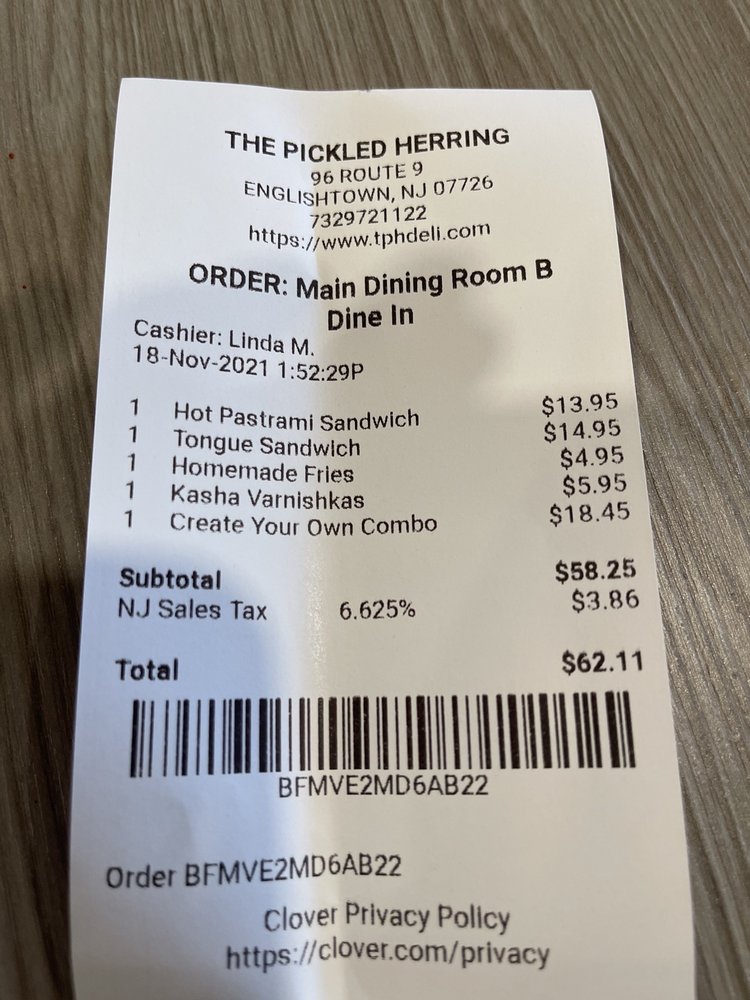 THE PICKLED HERRING
96 ROUTE 9
ENGLISHTOWN, NJ 07726
7329721122
https://www.tphdeli.com
ORDER: Main Dining Room B
Dine In
Cashier: Linda M.
18-Nov-2021 1:52:29P
1 Hot Pastrami Sandwich $13.95
1 Tongue Sandwich $14.95
1 Homemade Fries $4.95
1 Kasha Varnishkas $5.95
1 Create Your Own Combo $18.45
Subtotal $58.25
NJ Sales Tax 6.625% $3.86
Total $62.11
BFMVE2MD6AB22
Order BFMVE2MD6AB22
Clover Privacy Policy
https://clover.com/privacy